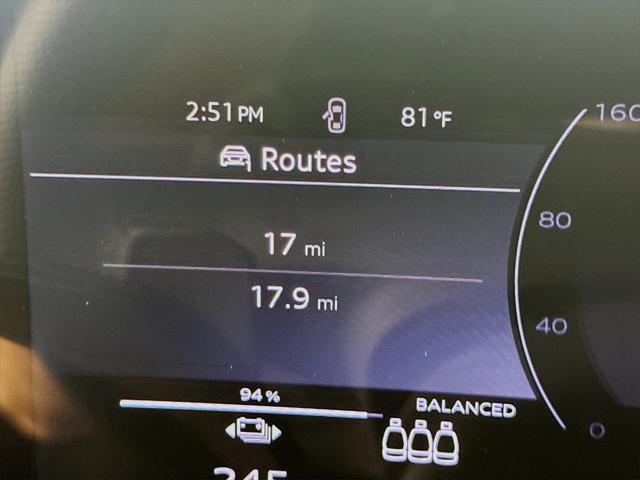 2:51 PM 81°F
Routes
17 mi
17.9 mi
160
80
40
0
94%
BALANCED